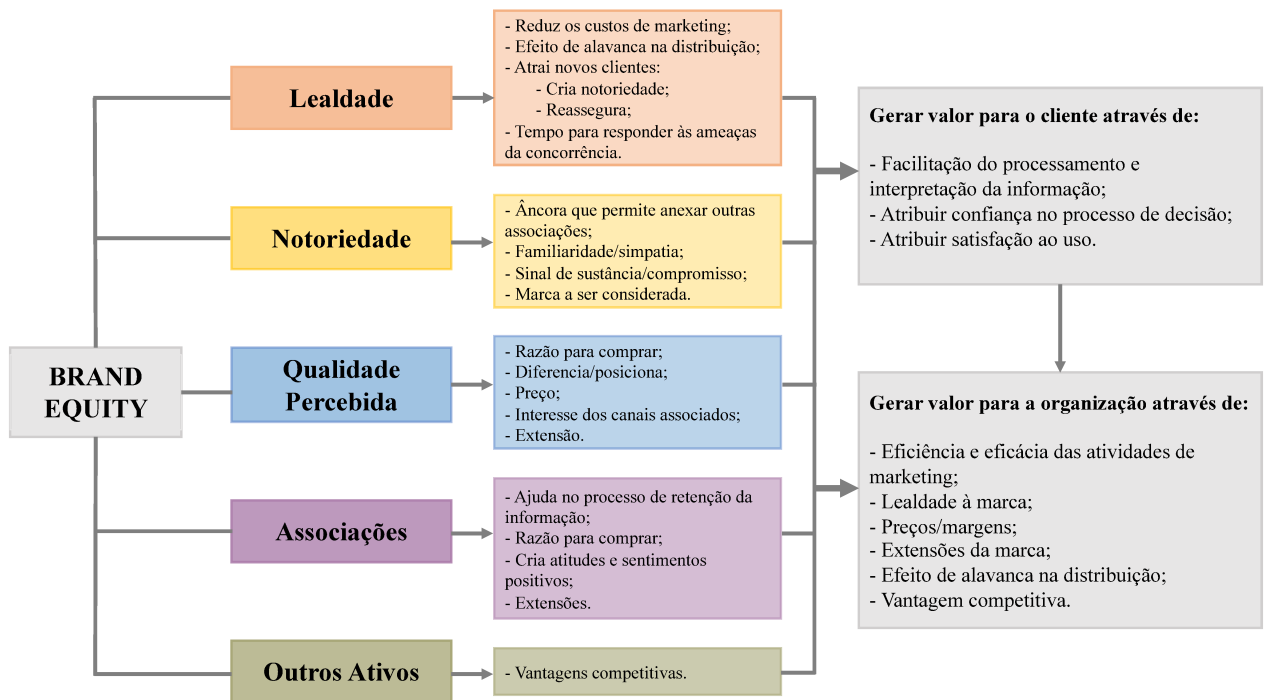 BRAND
EQUITY
Lealdade
- Reduz os custos de marketing;
- Efeito de alavanca na distribuição;
- Atrai novos clientes:
- Cria notoriedade;
- Reassegura;
- Tempo para responder às ameaças
da concorrência.
Notoriedade
- Âncora que permite anexar outras
associações;
- Familiaridade/simpatia;
- Sinal de sustância/compromisso;
- Marca a ser considerada.
Qualidade
Percebida
- Razão para comprar;
- Diferencia/posiciona;
- Preço;
- Interesse dos canais associados;
- Extensão.
Associações
- Ajuda no processo de retenção da
informação;
- Razão para comprar;
- Cria atitudes e sentimentos
positivos;
- Extensões.
Outros Ativos
- Vantagens competitivas.
Gerar valor para o cliente através de:
- Facilitação do processamento e
interpretação da informação;
- Atribuir confiança no processo de decisão;
- Atribuir satisfação ao uso.
Gerar valor para a organização através de:
- Eficiência e eficácia das atividades de
marketing;
- Lealdade à marca;
- Preços/margens;
- Extensões da marca;
- Efeito de alavanca na distribuição;
- Vantagem competitiva.